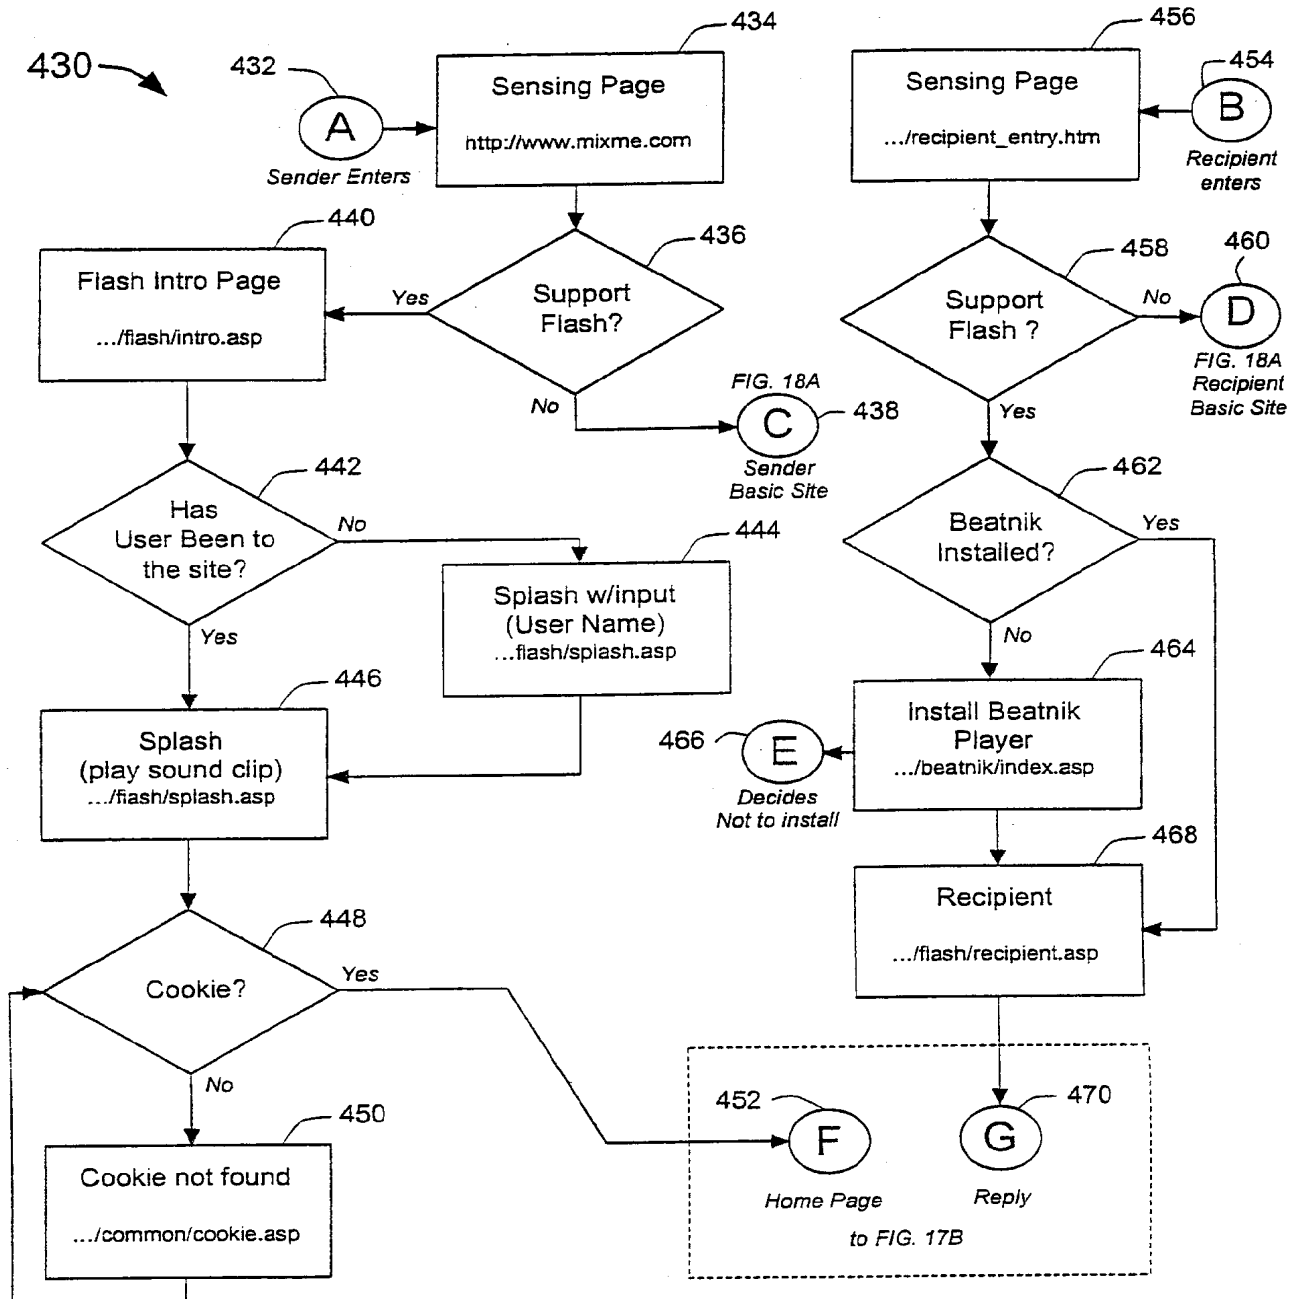 430
432
A
Sender Enters
434
Sensing Page
http://www.mixme.com
436
Support
Flash?
Yes
No
FIG. 18A
C
438
Sender
Basic Site
440
Flash Intro Page
.../flash/intro.asp
442
Has
User Been to
the site?
No
Yes
444
Splash w/input
(User Name)
...flash/splash.asp
446
Splash
(play sound clip)
.../flash/splash.asp
448
Cookie?
Yes
No
450
Cookie not found
.../common/cookie.asp
452
F
Home Page
454
B
Recipient
enters
456
Sensing Page
.../recipient_entry.htm
458
Support
Flash ?
No
Yes
460
D
FIG. 18A
Recipient
Basic Site
462
Beatnik
Installed?
Yes
No
464
Install Beatnik
Player
.../beatnik/index.asp
466
E
Decides
Not to install
468
Recipient
.../flash/recipient.asp
470
G
Reply
to FIG. 17B